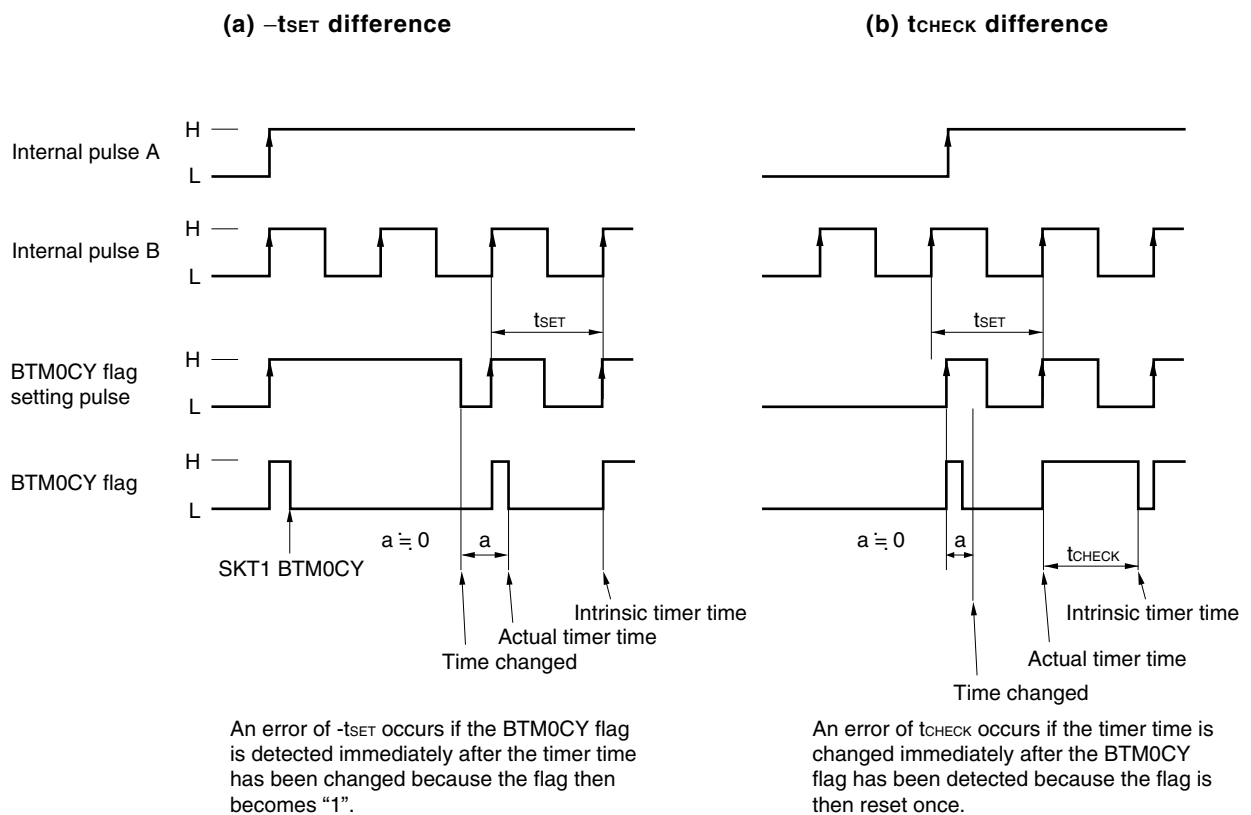 (a) –tSET difference
(b) tCHECK difference
Internal pulse A
H
L
Internal pulse B
H
L
tSET
tSET
BTM0CY flag
setting pulse
H
L
BTM0CY flag
H
L
a ≒ 0
a
SKT1 BTM0CY
Intrinsic timer time
Actual timer time
Time changed
a ≒ 0
a
tCHECK
Intrinsic timer time
Actual timer time
Time changed
An error of -tSET occurs if the BTM0CY flag
is detected immediately after the timer time
has been changed because the flag then
becomes “1”.
An error of tCHECK occurs if the timer time is
changed immediately after the BTM0CY
flag has been detected because the flag is
then reset once.